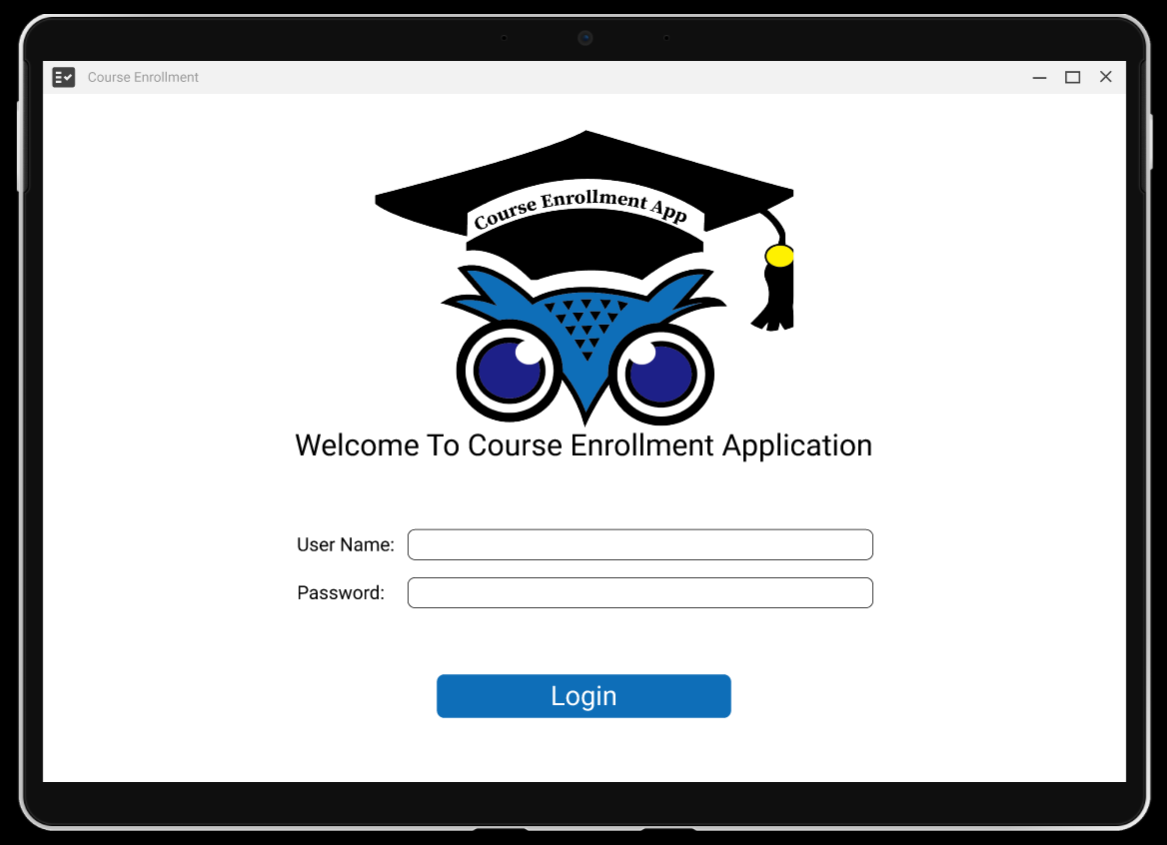 Course Enrollment
Course Enrollment App
Welcome To Course Enrollment Application
User Name:
Password:
Login